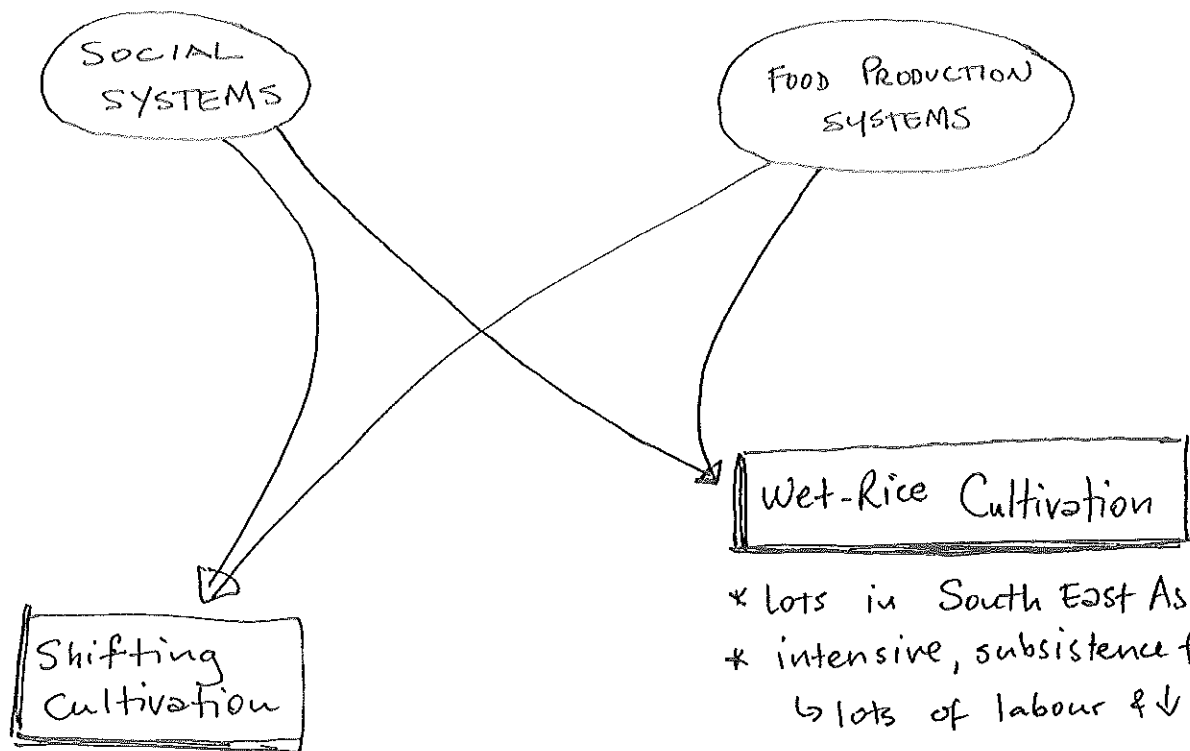 SOCIAL
SYSTEMS
FOOD PRODUCTION
SYSTEMS
Wet-Rice Cultivation
* lots in South East As
* intensive, subsistence
↳ lots of labour & ↓
Shifting
Cultivation